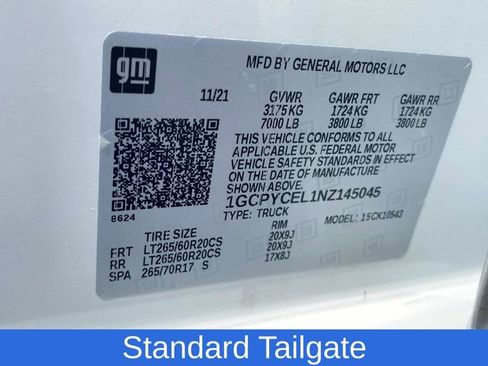 gm
MFD BY GENERAL MOTORS LLC
11/21 GVWR GAWR FRT GAWR RR
3175 KG 1724 KG 1724 KG
7000 LB 3800 LB 3800 LB
THIS VEHICLE CONFORMS TO ALL
APPLICABLE U.S. FEDERAL MOTOR
VEHICLE SAFETY STANDARDS IN EFFECT
ON THE DATE OF MANUFACTURE
SHOWN ABOVE.
1GCPYCEL1NZ145045
8624
TYPE: TRUCK MODEL: 15CK10543
TIRE SIZE RIM
FRT LT265/60R20CS 20X9J
RR LT265/60R20CS 20X9J
SPA 265/70R17 S 17X8J
Standard Tailgate